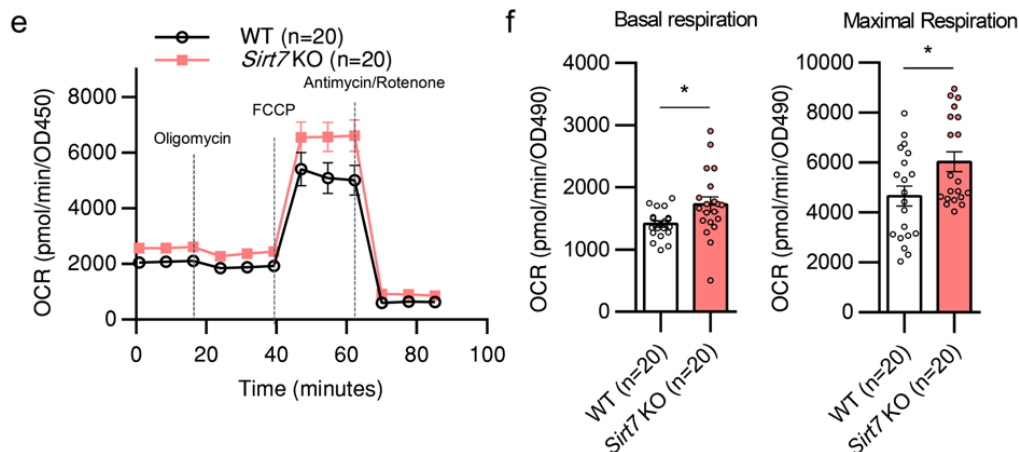 e
WT (n=20)
Sirt7 KO (n=20)
Antimycin/Rotenone
FCCP
Oligomycin
OCR (pmol/min/OD450)
8000
6000
4000
2000
0
0 20 40 60 80 100
Time (minutes)
f
Basal respiration
OCR (pmol/min/OD490)
4000
3000
2000
1000
0
*
WT (n=20)
Sirt7 KO (n=20)
Maximal Respiration
OCR (pmol/min/OD490)
10000
8000
6000
4000
2000
0
*
WT (n=20)
Sirt7 KO (n=20)